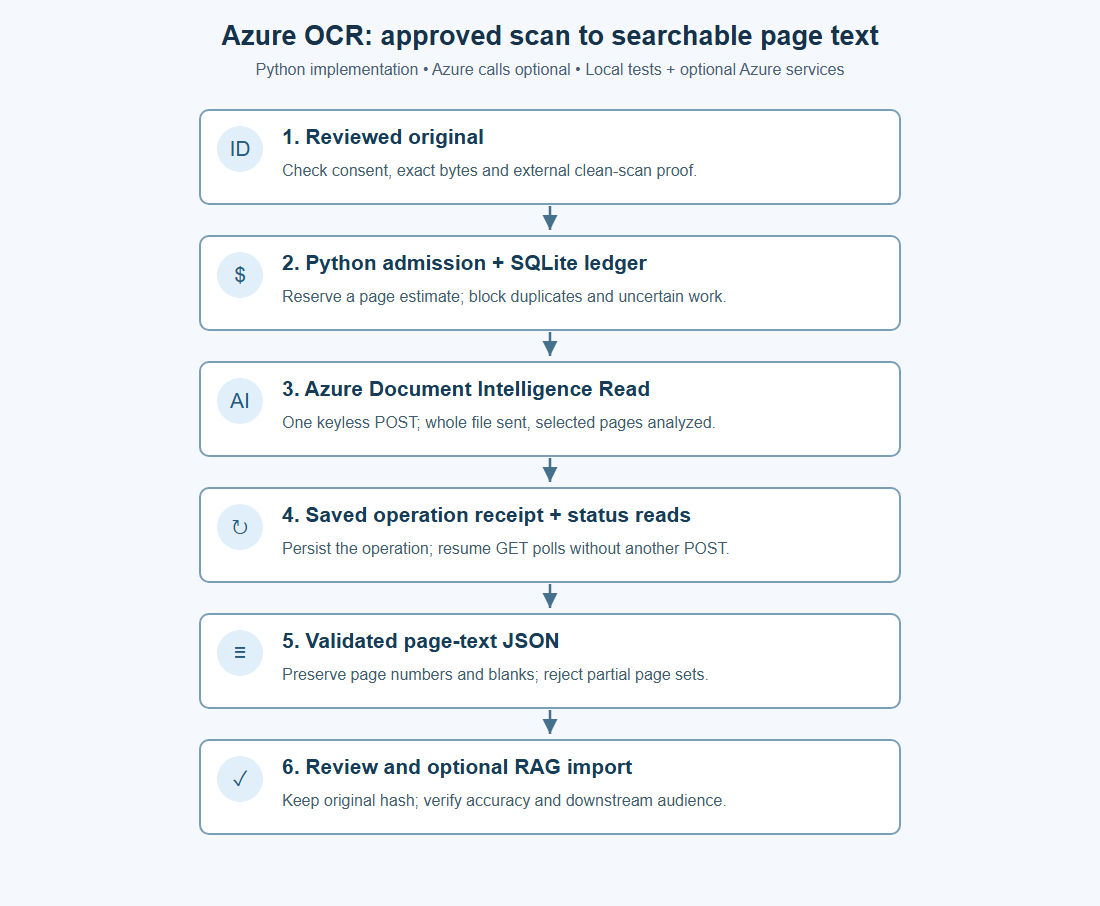 Azure OCR: approved scan to searchable page text
Python implementation • Azure calls optional • Local tests + optional Azure services
ID
1. Reviewed original
Check consent, exact bytes and external clean-scan proof.
$
2. Python admission + SQLite ledger
Reserve a page estimate; block duplicates and uncertain work.
AI
3. Azure Document Intelligence Read
One keyless POST; whole file sent, selected pages analyzed.
↻
4. Saved operation receipt + status reads
Persist the operation; resume GET polls without another POST.
≡
5. Validated page-text JSON
Preserve page numbers and blanks; reject partial page sets.
✓
6. Review and optional RAG import
Keep original hash; verify accuracy and downstream audience.